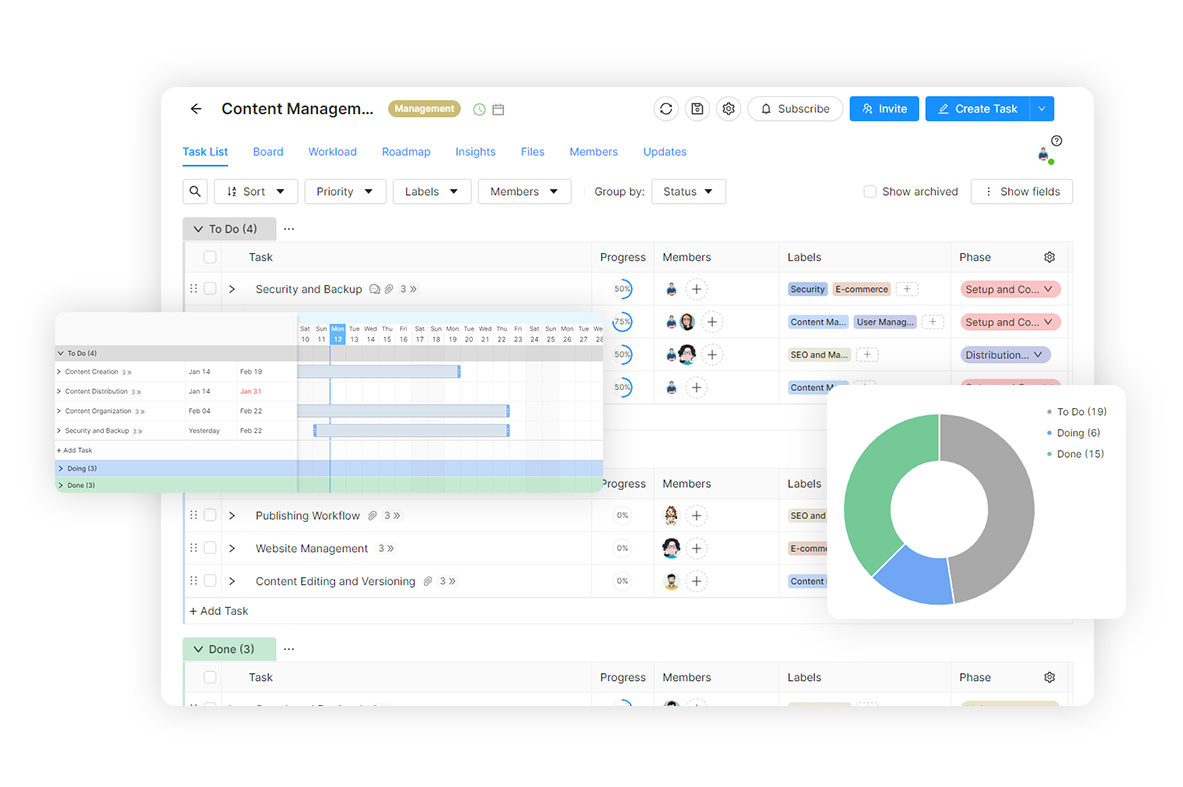 Content Managem... Management
Subscribe Invite Create Task
Task List Board Workload Roadmap Insights Files Members Updates
Sort Priority Labels Members Group by: Status Show archived Show fields
To Do (4) ...
Task Progress Members Labels Phase
Security and Backup 3 » 50% Security E-commerce + Setup and Co...
75% Content Ma... User Manag... + Setup and Co...
50% SEO and Ma... + Distribution...
50% Content M
Sat Sun Mon Tue Wed Thu Fri Sat Sun Mon Tue Wed Thu Fri Sat Sun Mon Tue We
10 11 12 13 14 15 16 17 18 19 20 21 22 23 24 25 26 27 28
To Do (4)
Content Creation 3 » Jan 14 Feb 19
Content Distribution 3 » Jan 14 Jan 31
Content Organization 3 » Feb 04 Feb 22
Security and Backup 3 » Yesterday Feb 22
+ Add Task
Doing (3)
Done (3)
To Do (19)
Doing (6)
Done (15)
Progress Members Labels
Publishing Workflow 3 » 0% + SEO and
Website Management 3 » 0% + E-comme
Content Editing and Versioning 3 » 0% + Content
+ Add Task
Done (3) ...
Task Progress Members Labels Phase